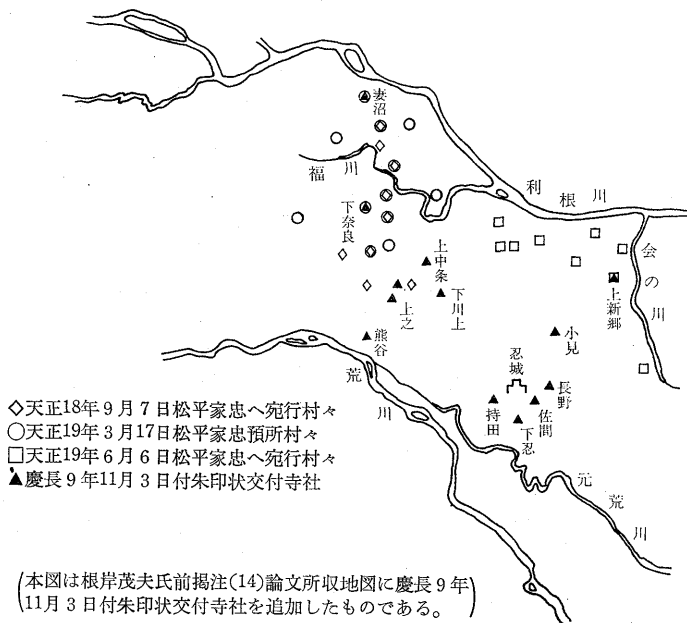 妻沼
福川
利根川
会の川
下奈良
上中条
下川上
上之
上新郷
熊谷
荒川
小見
忍城
長野
佐間
持田
下忍
元荒川
◇天正18年9月7日松平家忠へ宛行村々
○天正19年3月17日松平家忠預所村々
□天正19年6月6日松平家忠へ宛行村々
▲慶長9年11月3日付朱印状交付寺社
(本図は根岸茂夫氏前掲注(14)論文所収地図に慶長9年
11月3日付朱印状交付寺社を追加したものである。)